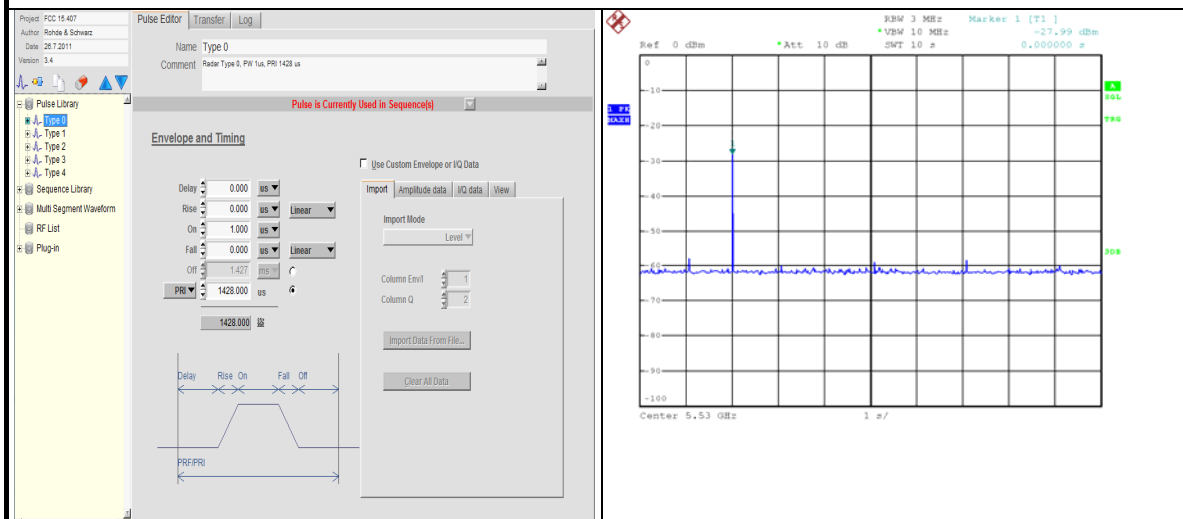 Project FCC 15.407
Author Rohde & Schwarz
Date 26.7.2011
Version 3.4
Pulse Library
Type 0
Type 1
Type 2
Type 3
Type 4
Sequence Library
Multi Segment Waveform
RF List
Plug-in
Pulse Editor Transfer Log
Name Type 0
Comment Radar Type 0, PW 1us, PRI 1428 us
Pulse is Currently Used in Sequence(s)
Envelope and Timing
Use Custom Envelope or I/Q Data
Delay 0.000 us
Rise 0.000 us Linear
On 1.000 us
Fall 0.000 us Linear
Off 1.427 ms
PRI 1428.000 us
1428.000
Import Amplitude data I/Q data View
Import Mode
Level
Column Env/I 1
Column Q 2
Import Data From File...
Clear All Data
Delay Rise On Fall Off
PRF/PRI
RBW 3 MHz Marker 1 [T1 ]
*VBW 10 MHz -27.99 dBm
Ref 0 dBm *Att 10 dB SWT 10 s 0.000000 s
0
-10
-20
-30
-40
-50
-60
-70
-80
-90
-100
1 PK
MAXH
A
SGL
TRG
3DB
Center 5.53 GHz 1 s/